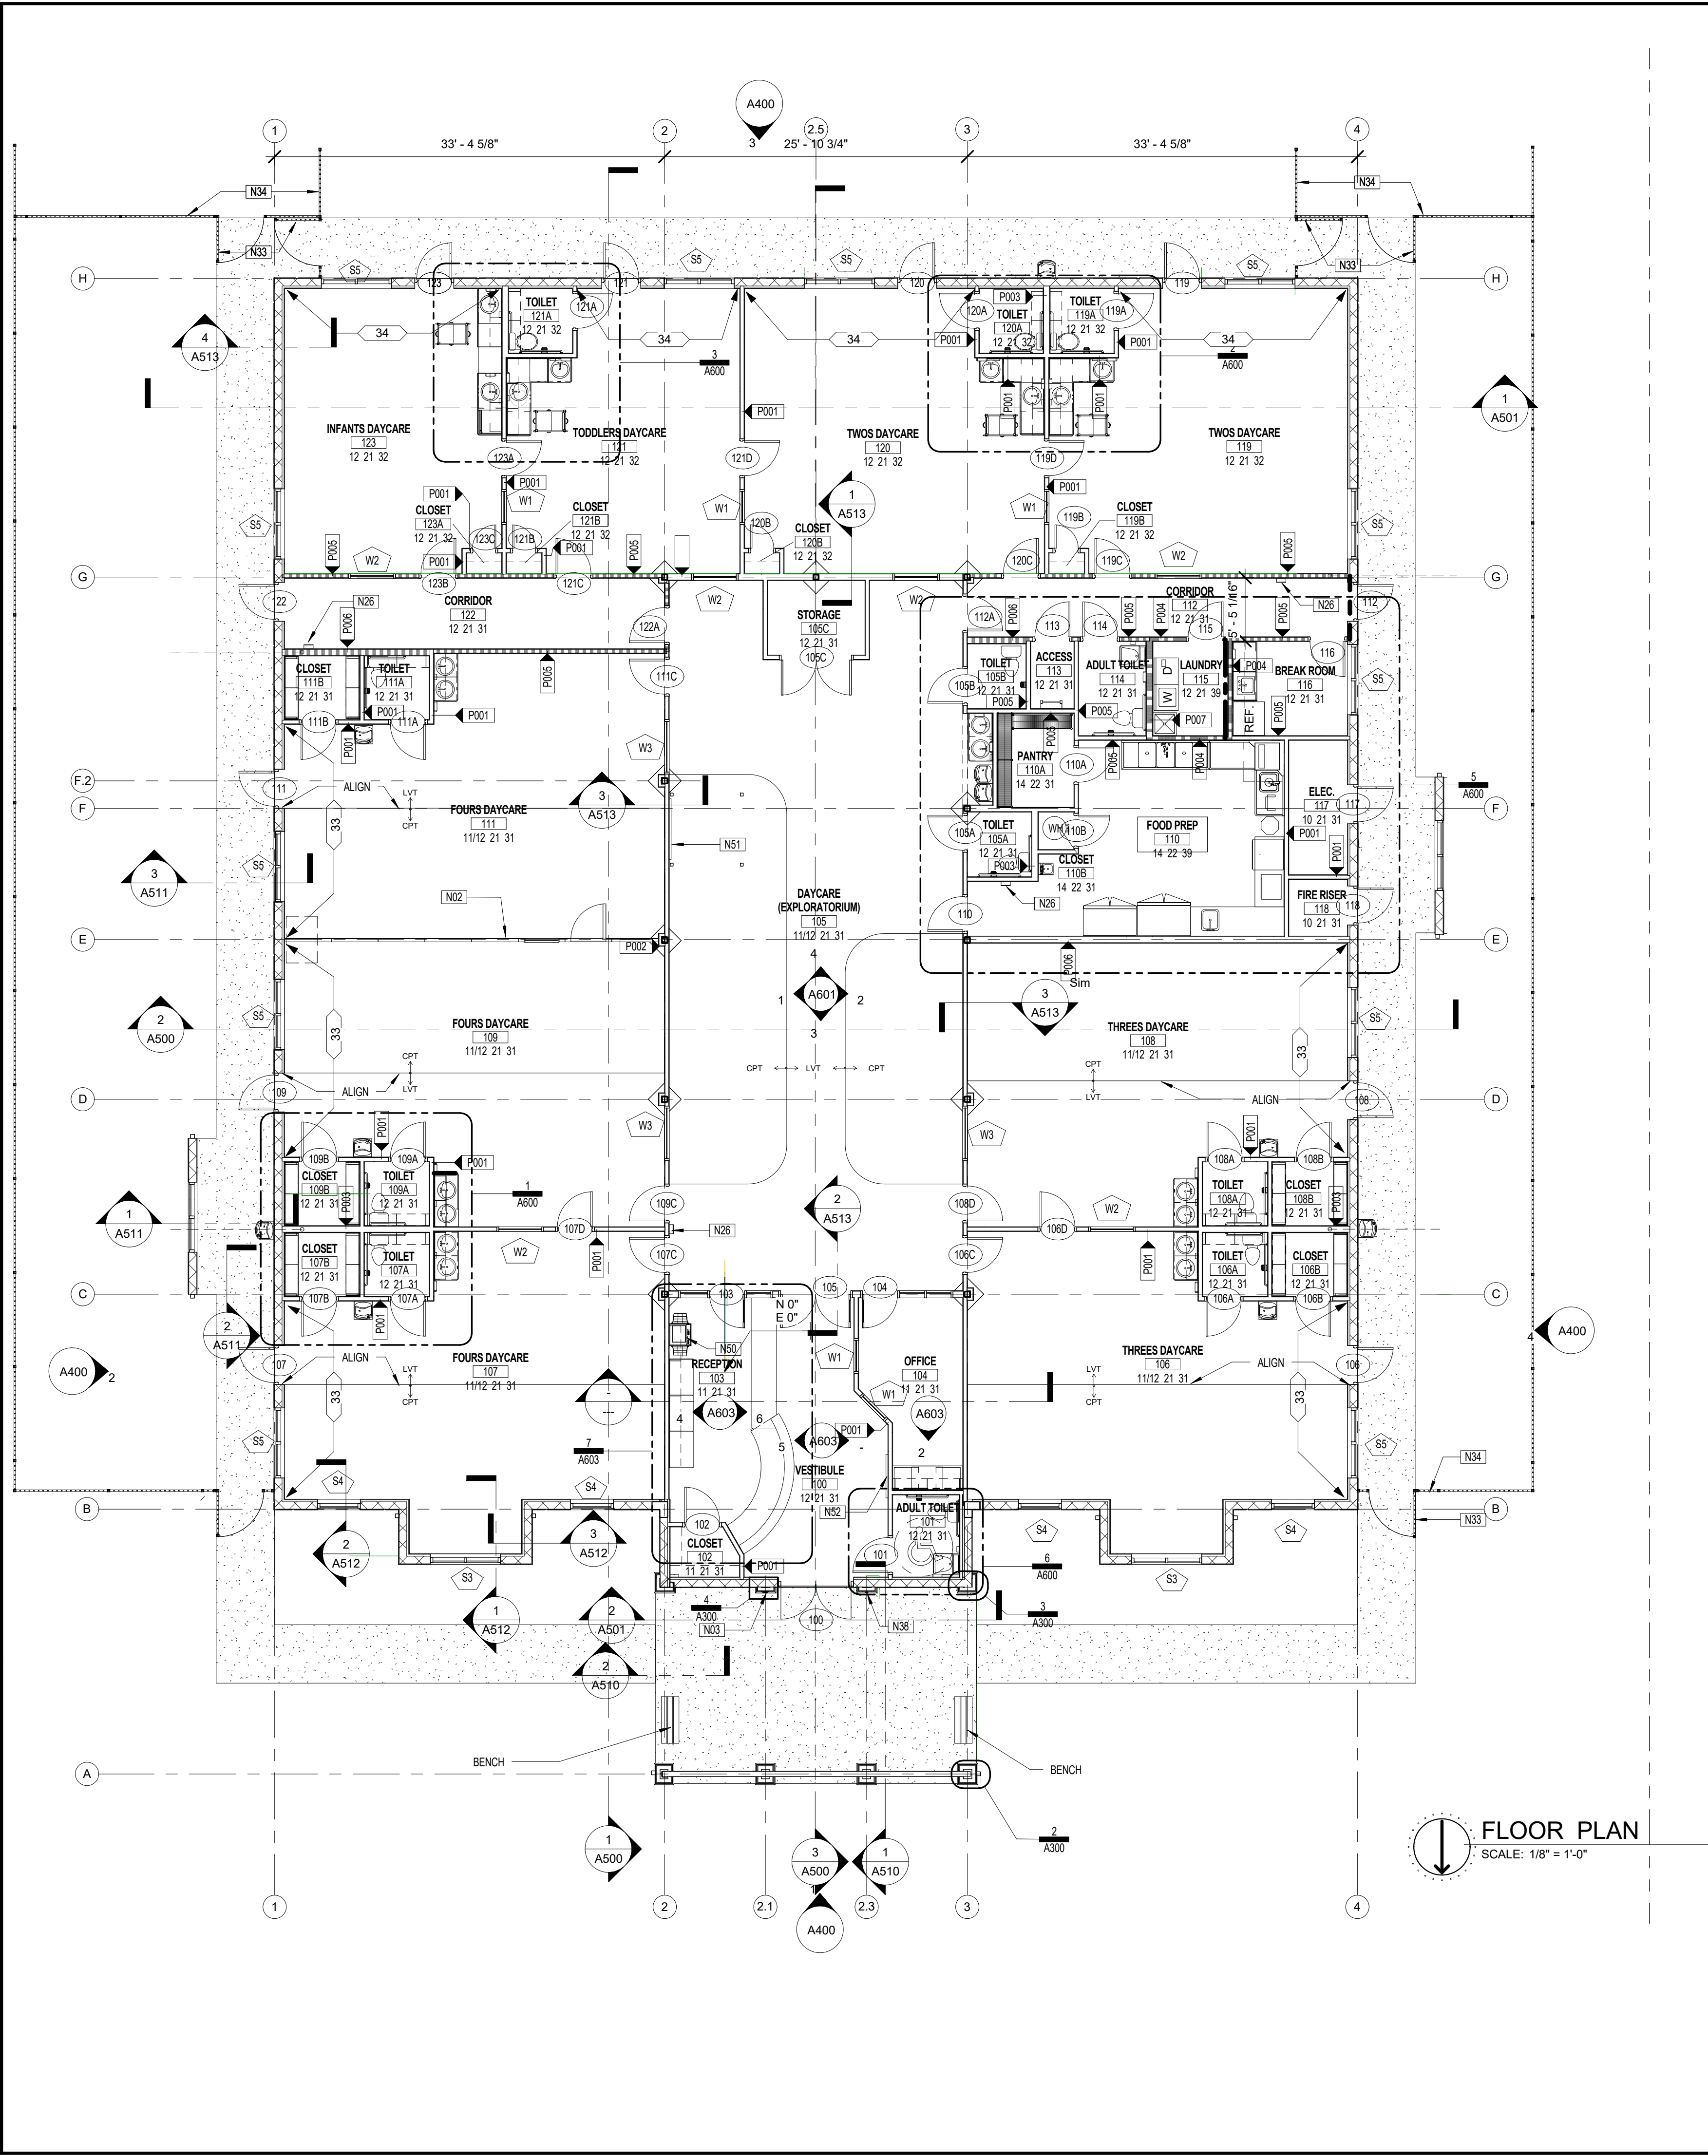 A400
3
1
2
2.5
3
4
33' - 4 5/8"
25' - 10 3/4"
33' - 4 5/8"
N34
N34
N33
N33
S5
S5
S5
S5
H
H
123
121
120
119
TOILET
121A
12 21 32
121A
120A
P003
TOILET
120A
12 21 32
TOILET
119A
12 21 32
119A
34
34
34
34
P001
P001
4
A513
3
A600
2
A600
P001
P001
P001
1
A501
INFANTS DAYCARE
123
12 21 32
TODDLERS DAYCARE
121
12 21 32
TWOS DAYCARE
120
12 21 32
TWOS DAYCARE
119
12 21 32
123A
121D
119D
P001
P001
P001
W1
W1
W1
1
A513
CLOSET
123A
12 21 32
CLOSET
121B
12 21 32
CLOSET
120B
12 21 32
CLOSET
119B
12 21 32
S5
S5
123C
121B
120B
119B
P001
P001
P005
P005
P005
W2
W2
123B
121C
120C
119C
G
G
122
N26
CORRIDOR
122
12 21 31
W2
W2
CORRIDOR
112
12 21 31
5' - 5 1/16"
N26
112
P006
122A
STORAGE
105C
12 21 31
105C
112A
P006
113
114
P005
P004
115
P005
116
CLOSET
111B
12 21 31
TOILET
111A
12 21 31
P005
111C
TOILET
105B
12 21 31
105B
ACCESS
113
12 21 31
ADULT TOILET
114
12 21 31
LAUNDRY
115
12 21 39
D
W
P004
BREAK ROOM
116
12 21 31
REF.
S5
P001
P001
111B
111A
P001
P005
P005
P005
P007
P005
W3
PANTRY
110A
14 22 31
110A
P005
P004
F.2
111
ALIGN
LVT
CPT
3
A513
5
A600
F
F
33
FOURS DAYCARE
111
11/12 21 31
N51
105A
TOILET
105A
12 21 31
P003
WH1
110B
CLOSET
110B
14 22 31
FOOD PREP
110
14 22 39
ELEC.
117
10 21 31
117
P001
P001
3
A511
S5
N02
DAYCARE
(EXPLORATORIUM)
105
11/12 21 31
N26
110
FIRE RISER
118
10 21 31
118
E
E
P002
P006
Sim
4
1
A601
2
3
3
A513
2
A500
S5
33
FOURS DAYCARE
109
11/12 21 31
THREES DAYCARE
108
11/12 21 31
33
S5
CPT
LVT
CPT
LVT
CPT
CPT
LVT
ALIGN
ALIGN
109
108
D
D
W3
W3
P001
P001
109B
109A
P001
108A
108B
CLOSET
109B
12 21 31
P003
TOILET
109A
12 21 31
1
A600
109C
2
A513
108D
TOILET
108A
12 21 31
CLOSET
108B
12 21 31
P003
1
A511
107D
N26
106D
W2
W2
CLOSET
107B
12 21 31
TOILET
107A
12 21 31
P001
107C
106C
P001
TOILET
106A
12 21 31
CLOSET
106B
12 21 31
C
C
107B
107A
P001
103
105
104
106A
106B
N 0"
E 0"
2
A511
N50
W1
4
A400
A400
2
107
ALIGN
LVT
CPT
FOURS DAYCARE
107
11/12 21 31
RECEPTION
103
11 21 31
OFFICE
104
11 21 31
W1
THREES DAYCARE
106
11/12 21 31
LVT
CPT
ALIGN
106
33
33
-
---
4
A603
6
5
A603
P001
-
A603
2
S5
S5
7
A603
VESTIBULE
100
12 21 31
N34
S4
S4
N52
ADULT TOILET
101
12 21 31
B
B
N33
S4
S4
2
A512
3
A512
102
CLOSET
102
11 21 31
P001
101
S3
S3
6
A600
1
A512
2
A501
4
A300
N03
100
N38
3
A300
2
A510
BENCH
BENCH
A
2
A300
1
A500
3
A500
1
1
A510
FLOOR PLAN
SCALE: 1/8" = 1'-0"
1
2
2.1
2.3
3
4
A400